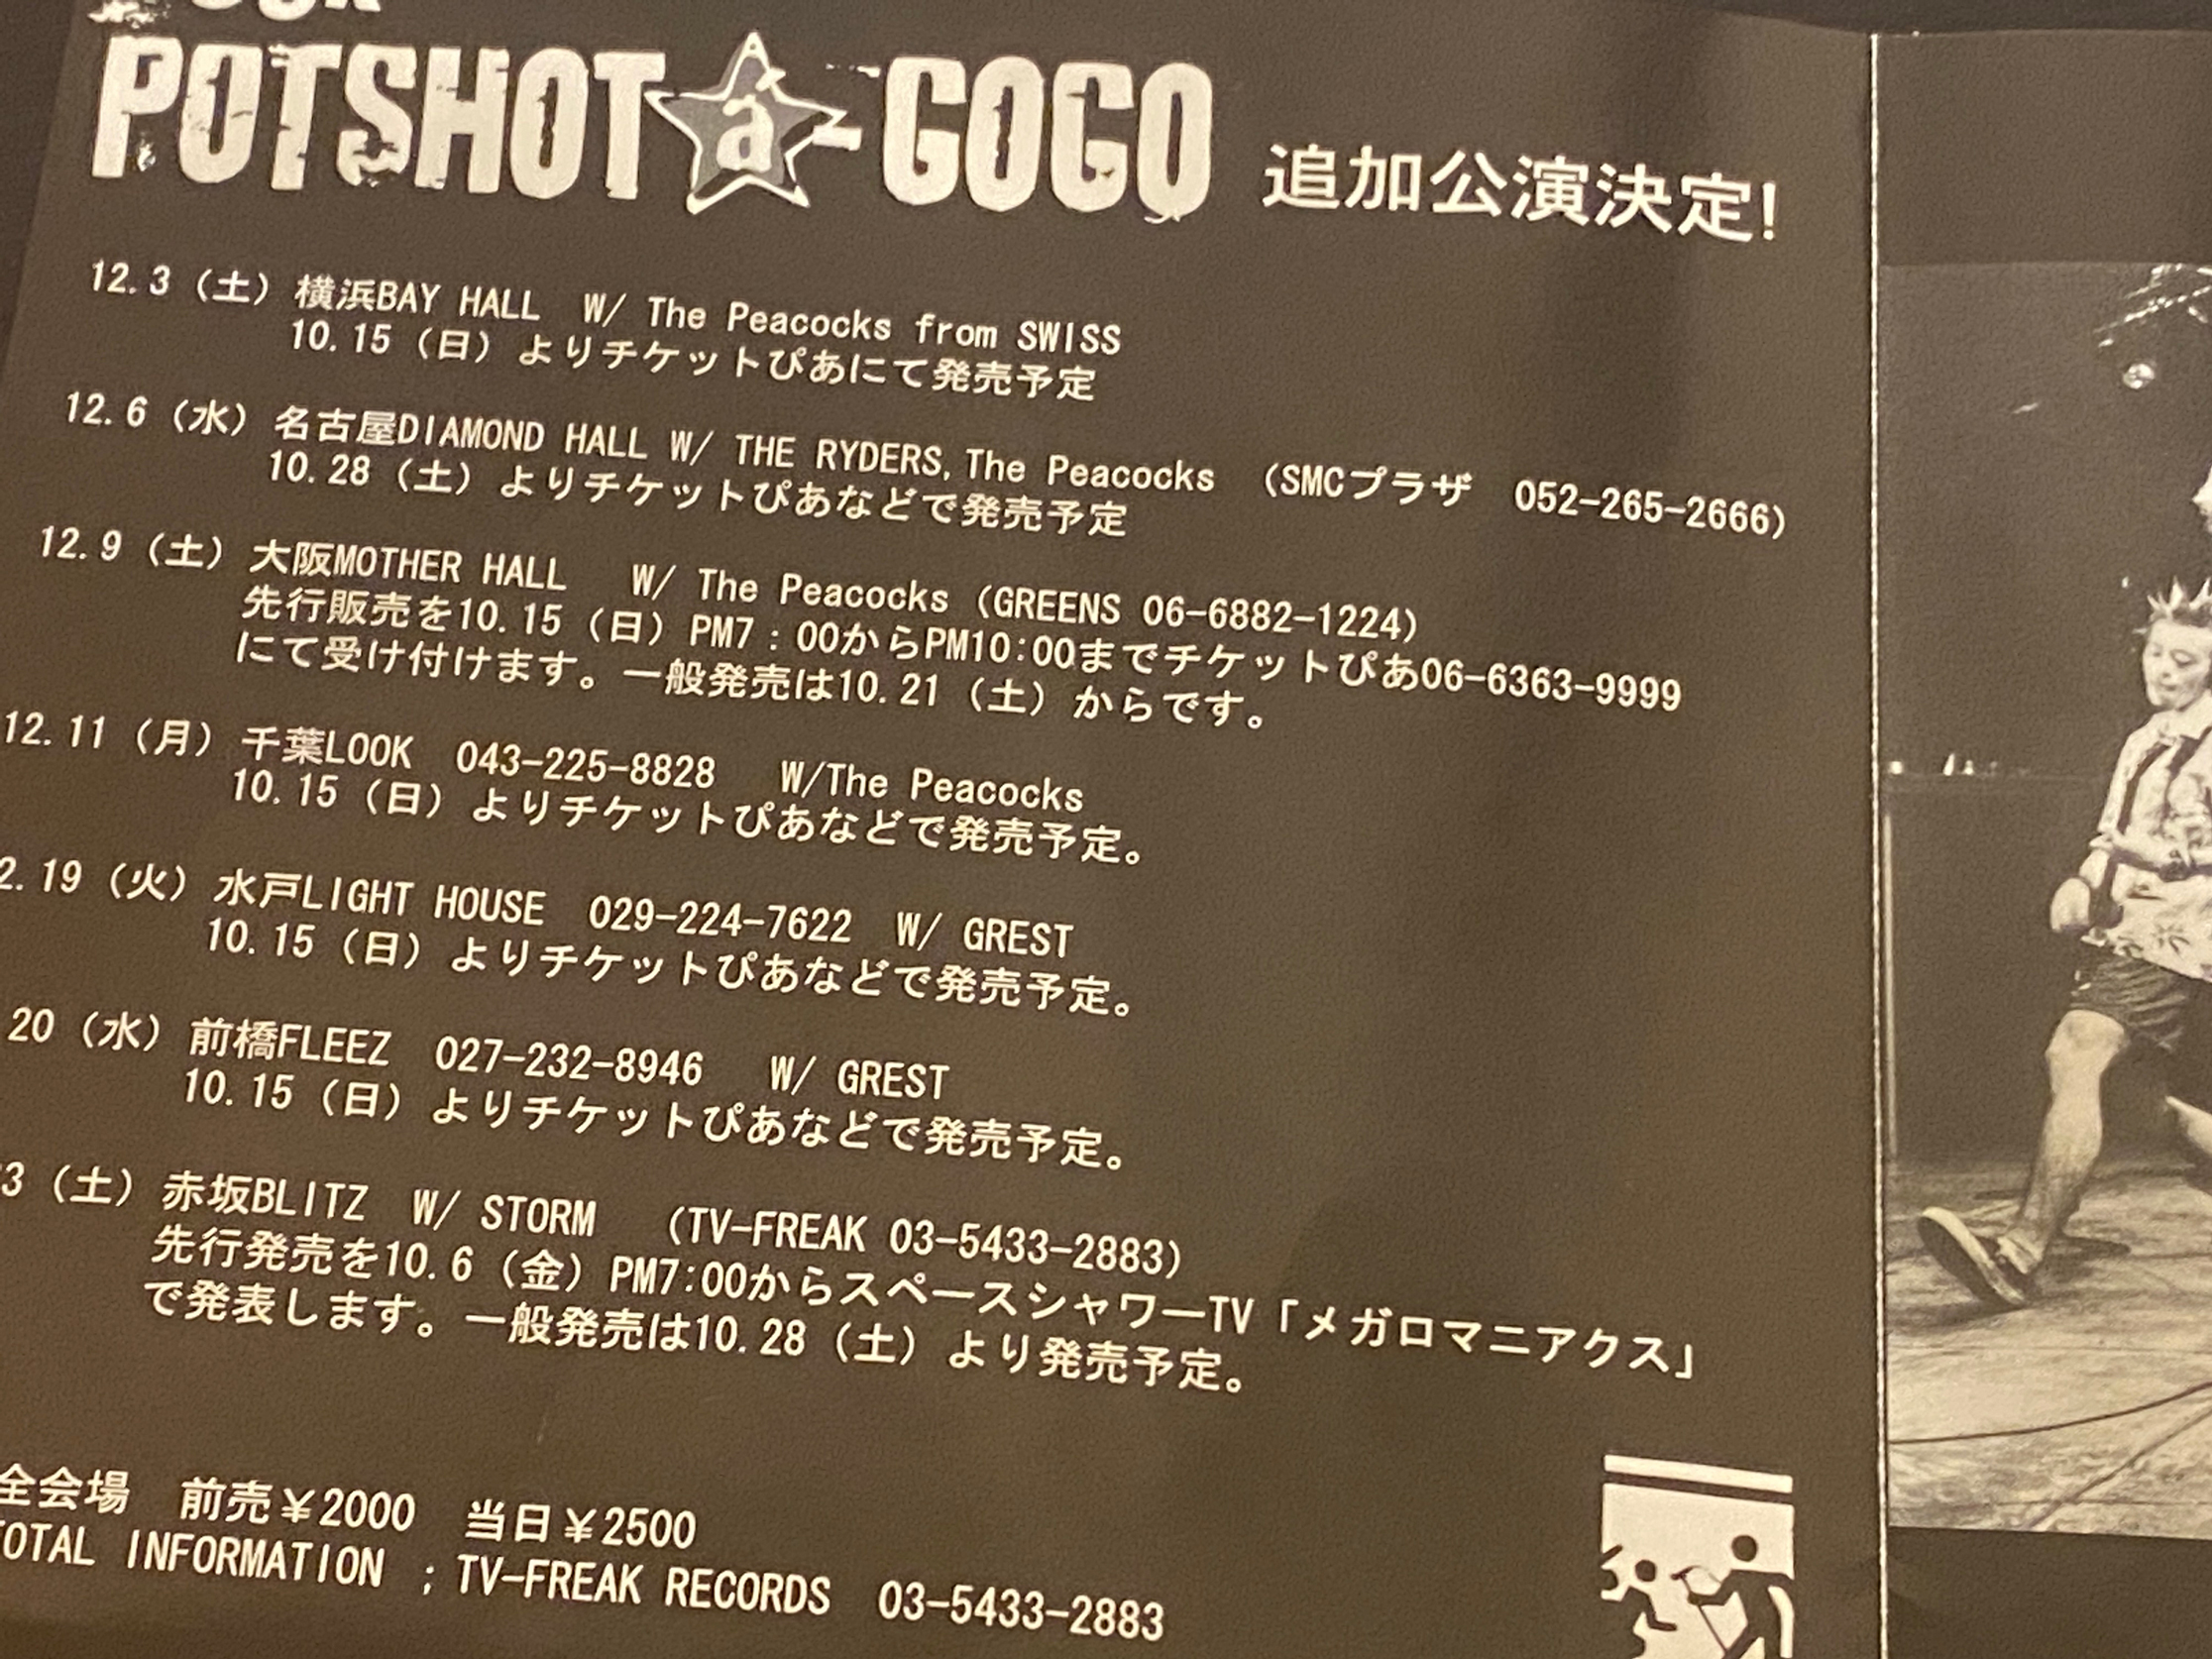 POTSHOT á-GOGO 追加公演決定!
12.3（土）横浜BAY HALL W/ The Peacocks from SWISS
10.15（日）よりチケットぴあにて発売予定
12.6（水）名古屋DIAMOND HALL W/ THE RYDERS,The Peacocks （SMCプラザ 052-265-2666）
10.28（土）よりチケットぴあなどで発売予定
12.9（土）大阪MOTHER HALL W/ The Peacocks（GREENS 06-6882-1224）
先行販売を10.15（日）PM7：00からPM10:00までチケットぴあ06-6363-9999
にて受け付けます。一般発売は10.21（土）からです。
12.11（月）千葉LOOK 043-225-8828 W/The Peacocks
10.15（日）よりチケットぴあなどで発売予定。
2.19（火）水戸LIGHT HOUSE 029-224-7622 W/ GREST
10.15（日）よりチケットぴあなどで発売予定。
20（水）前橋FLEEZ 027-232-8946 W/ GREST
10.15（日）よりチケットぴあなどで発売予定。
3（土）赤坂BLITZ W/ STORM （TV-FREAK 03-5433-2883）
先行発売を10.6（金）PM7:00からスペースシャワーTV「メガロマニアクス」
で発表します。一般発売は10.28（土）より発売予定。
全会場 前売￥2000 当日￥2500
TOTAL INFORMATION ; TV-FREAK RECORDS 03-5433-2883